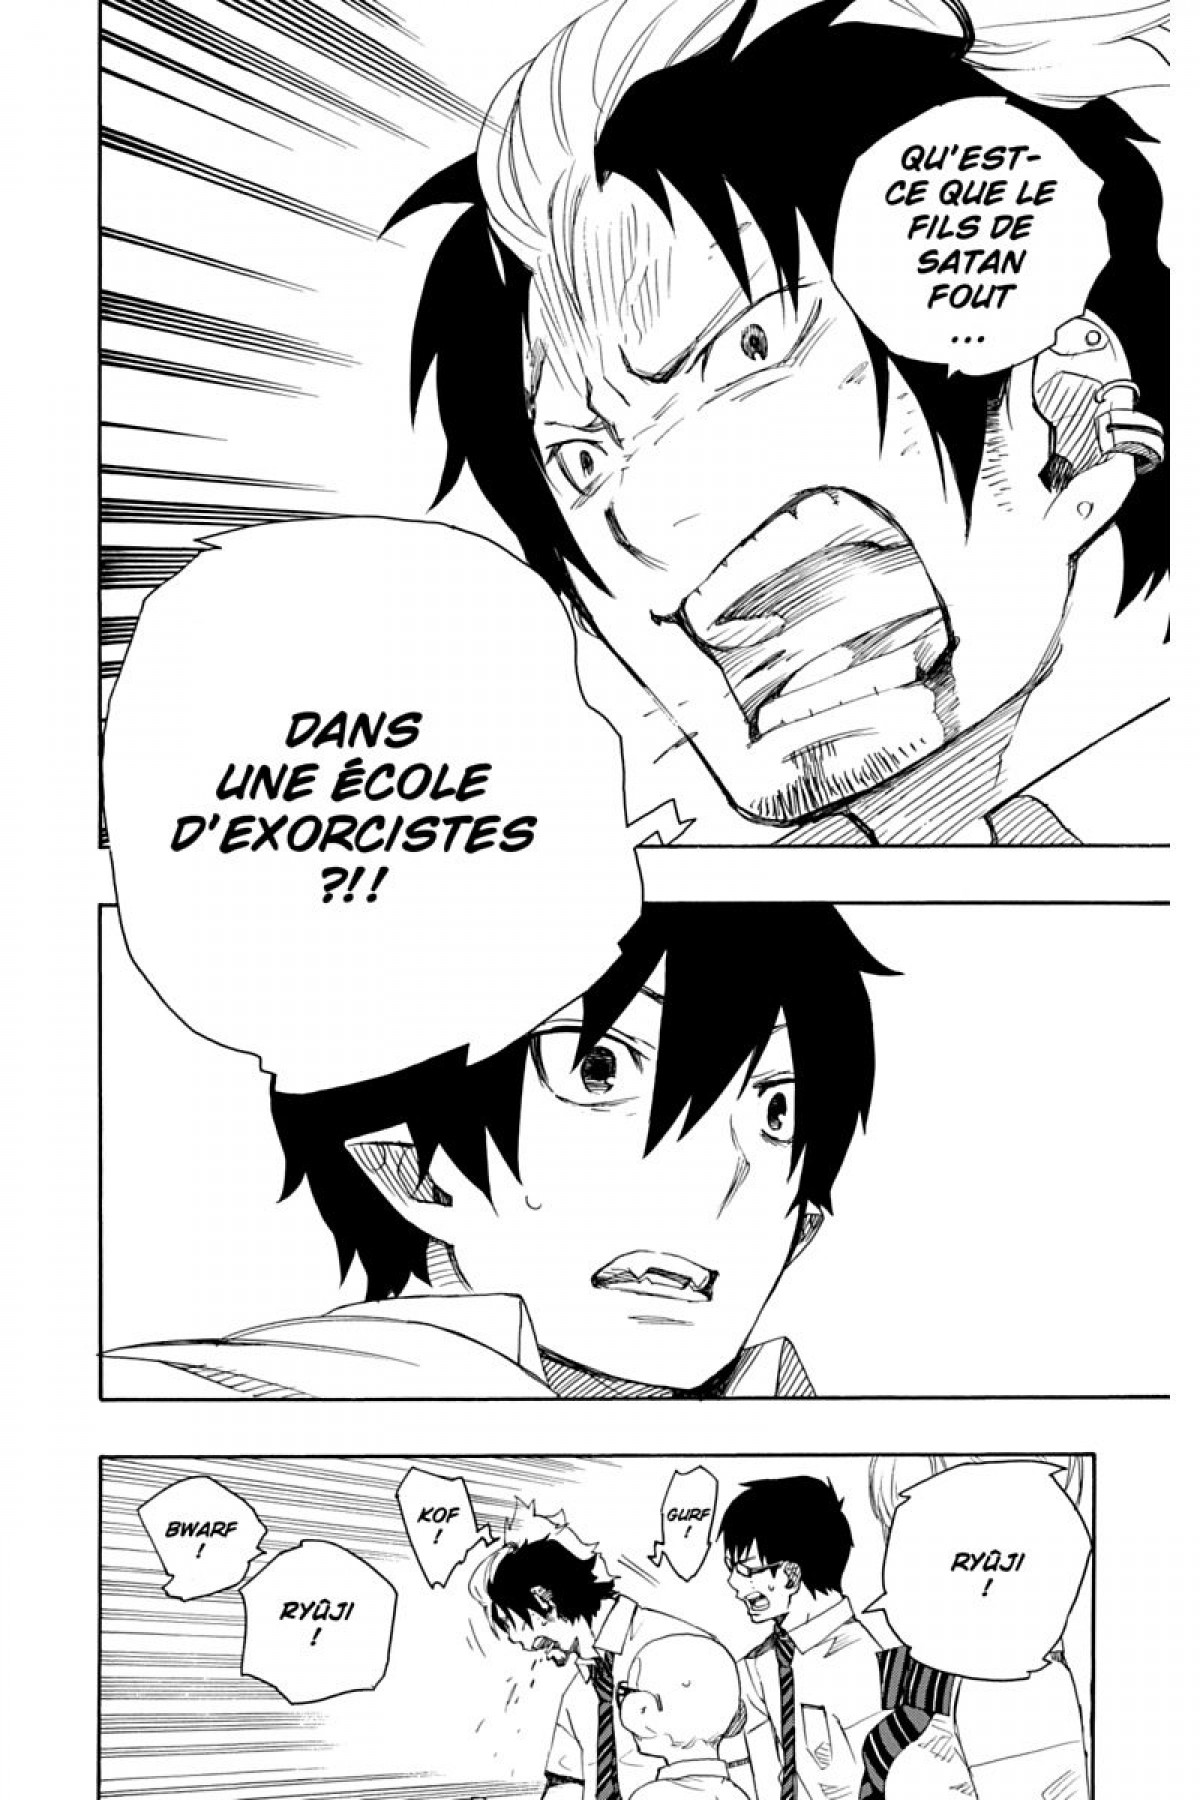 QU'EST-
CE QUE LE
FILS DE
SATAN
FOUT
...
DANS
UNE ÉCOLE
D'EXORCISTES
?!!
RYÛJI
!
GURF
!
KOF
!
RYÛJI
!
BWARF
!